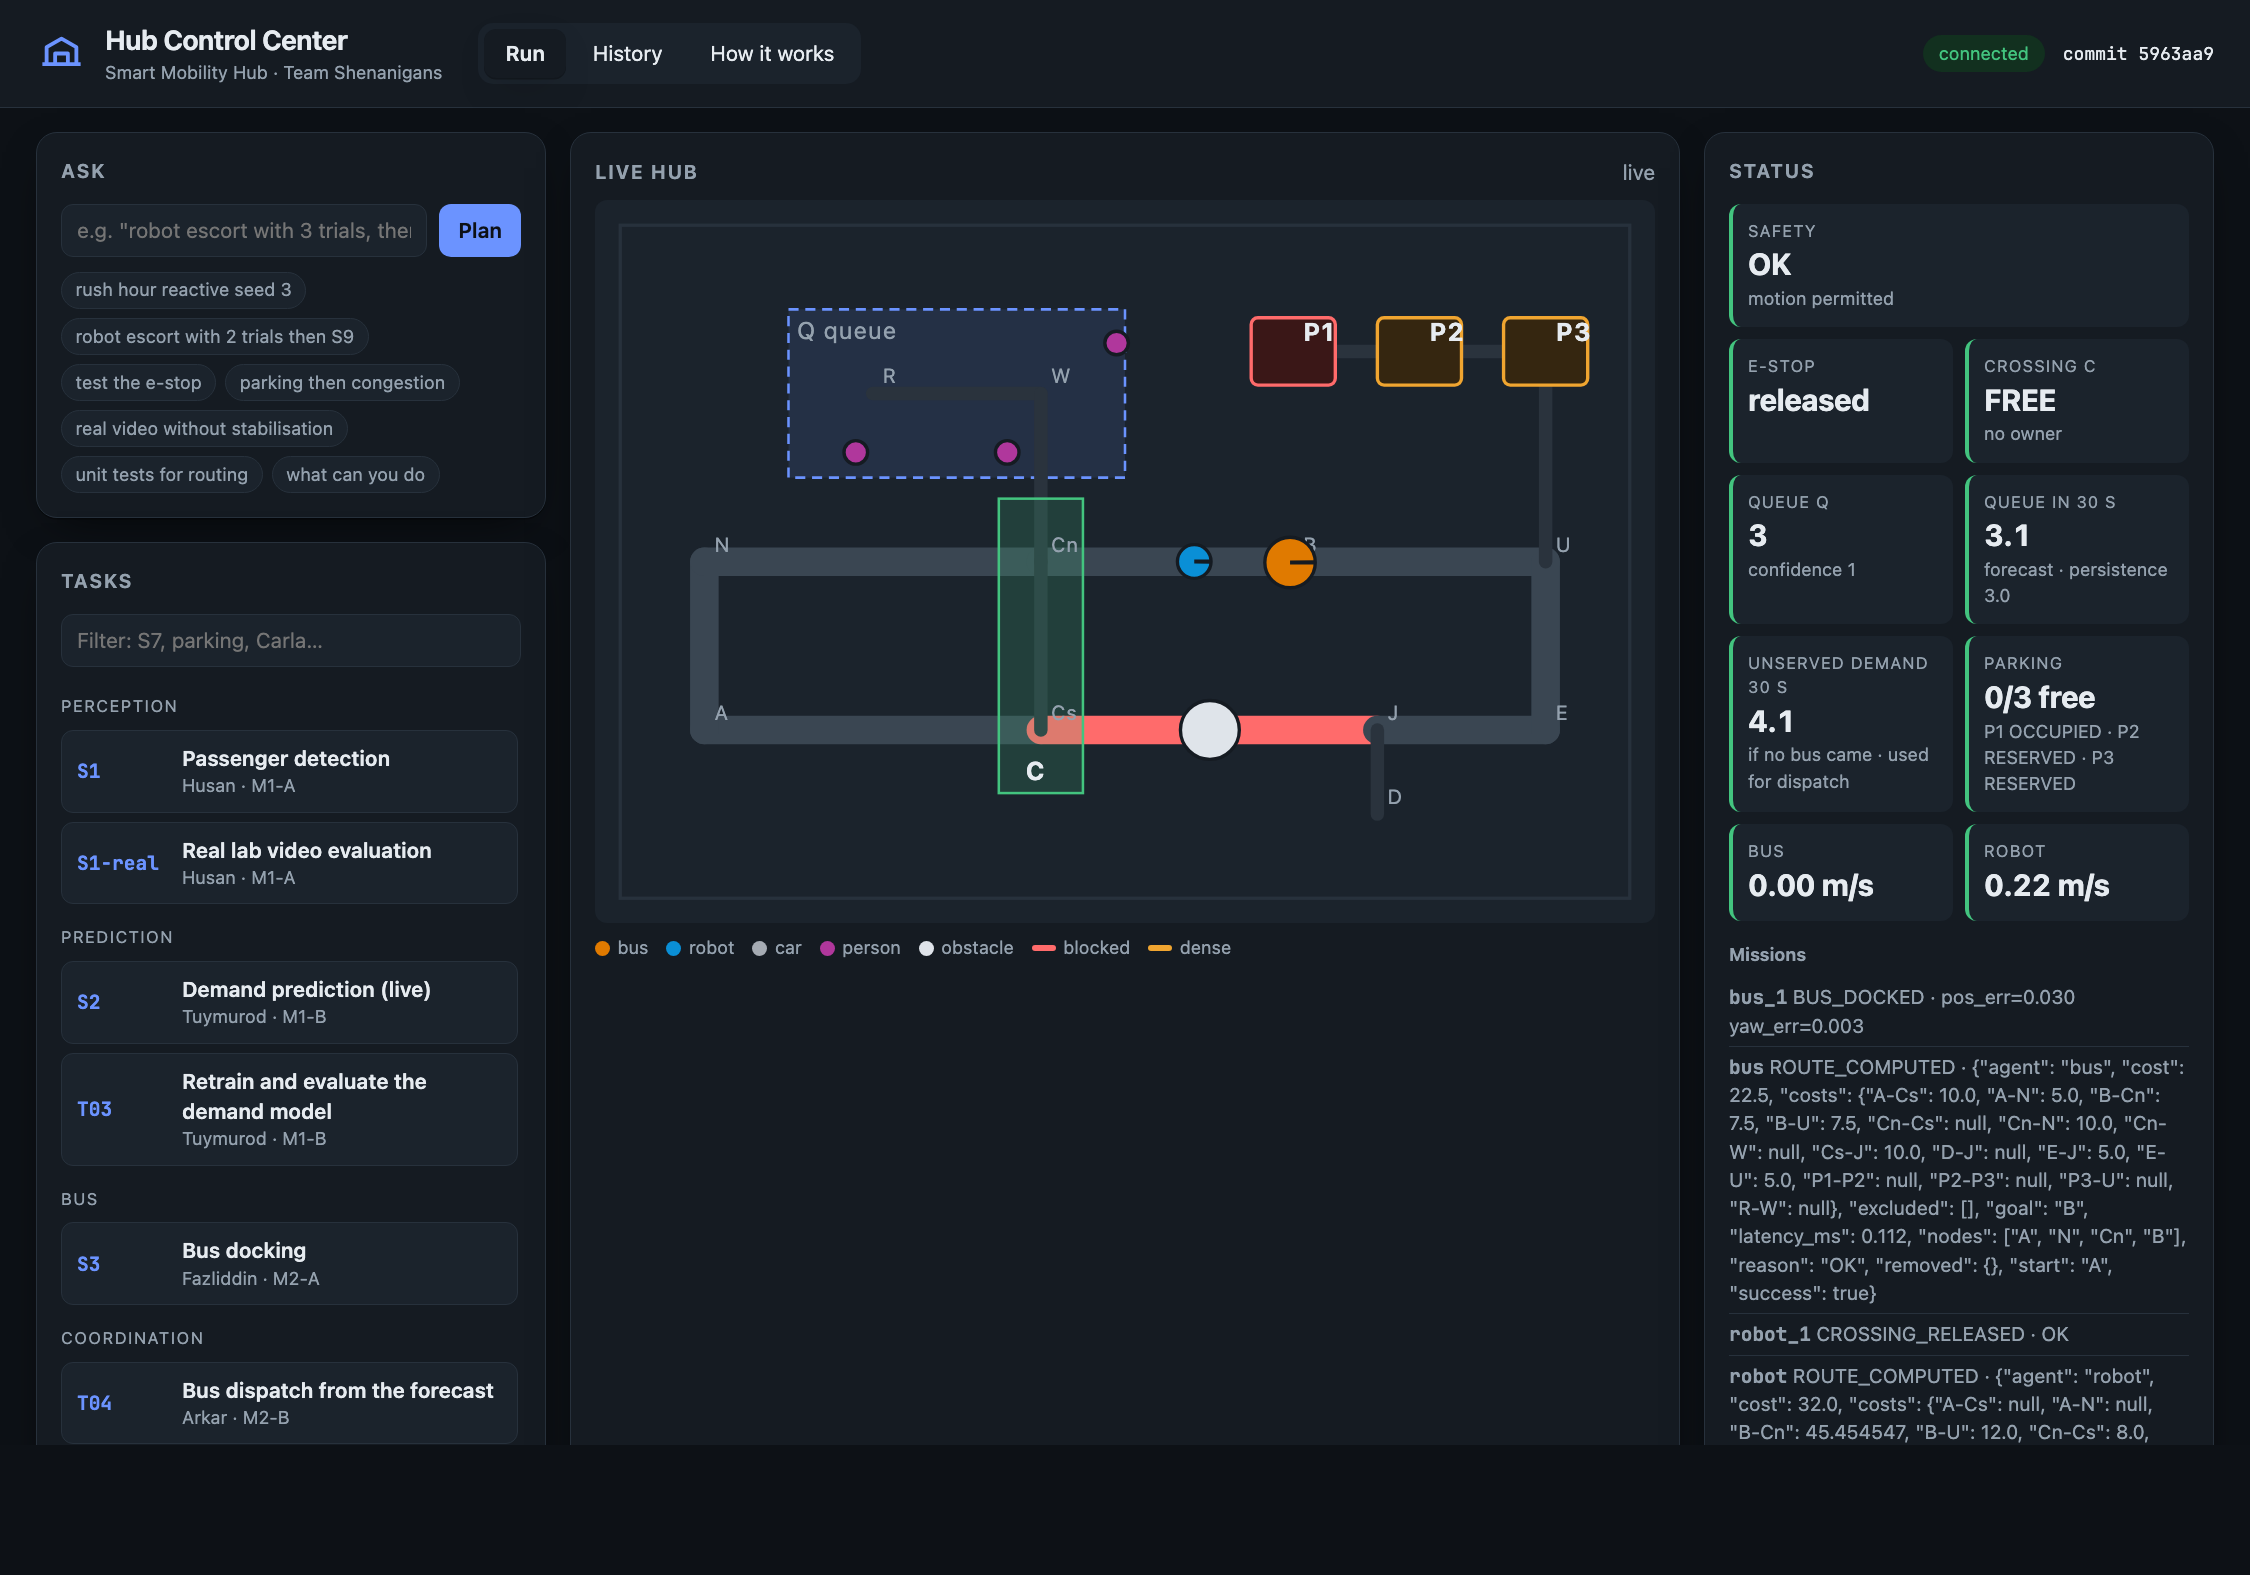 Hub Control Center
Smart Mobility Hub · Team Shenanigans
Run
History
How it works
connected
commit 5963aa9
ASK
e.g. "robot escort with 3 trials, the
Plan
rush hour reactive seed 3
robot escort with 2 trials then S9
test the e-stop
parking then congestion
real video without stabilisation
unit tests for routing
what can you do
TASKS
Filter: S7, parking, Carla...
PERCEPTION
S1
Passenger detection
Husan · M1-A
S1-real
Real lab video evaluation
Husan · M1-A
PREDICTION
S2
Demand prediction (live)
Tuymurod · M1-B
T03
Retrain and evaluate the
demand model
Tuymurod · M1-B
BUS
S3
Bus docking
Fazliddin · M2-A
COORDINATION
T04
Bus dispatch from the forecast
Arkar · M2-B
LIVE HUB
live
Q queue
R
W
P1
P2
P3
N
Cn
B
U
A
Cs
J
E
C
D
bus
robot
car
person
obstacle
blocked
dense
STATUS
SAFETY
OK
motion permitted
E-STOP
released
CROSSING C
FREE
no owner
QUEUE Q
3
confidence 1
QUEUE IN 30 S
3.1
forecast · persistence
3.0
UNSERVED DEMAND
30 S
4.1
if no bus came · used
for dispatch
PARKING
0/3 free
P1 OCCUPIED · P2
RESERVED · P3
RESERVED
BUS
0.00 m/s
ROBOT
0.22 m/s
Missions
bus_1 BUS_DOCKED · pos_err=0.030
yaw_err=0.003
bus ROUTE_COMPUTED · {"agent": "bus", "cost":
22.5, "costs": {"A-Cs": 10.0, "A-N": 5.0, "B-Cn":
7.5, "B-U": 7.5, "Cn-Cs": null, "Cn-N": 10.0, "Cn-
W": null, "Cs-J": 10.0, "D-J": null, "E-J": 5.0, "E-
U": 5.0, "P1-P2": null, "P2-P3": null, "P3-U": null,
"R-W": null}, "excluded": [], "goal": "B",
"latency_ms": 0.112, "nodes": ["A", "N", "Cn", "B"],
"reason": "OK", "removed": {}, "start": "A",
"success": true}
robot_1 CROSSING_RELEASED · OK
robot ROUTE_COMPUTED · {"agent": "robot",
"cost": 32.0, "costs": {"A-Cs": null, "A-N": null,
"B-Cn": 45.454547, "B-U": 12.0, "Cn-Cs": 8.0,